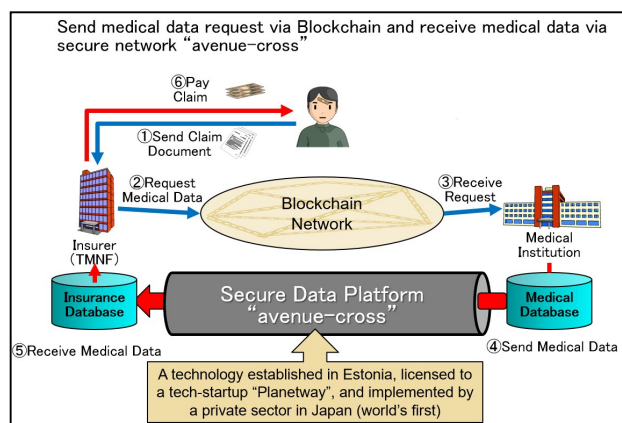 Send medical data request via Blockchain and receive medical data via
secure network “avenue-cross”
⑥Pay
Claim
①Send Claim
Document
②Request
Medical Data
Blockchain
Network
③Receive
Request
Insurer
(TMNF)
Medical
Institution
Insurance
Database
Secure Data Platform
“avenue-cross”
Medical
Database
⑤Receive Medical Data
④Send Medical Data
A technology established in Estonia, licensed to
a tech-startup “Planetway”, and implemented by
a private sector in Japan (world’s first)